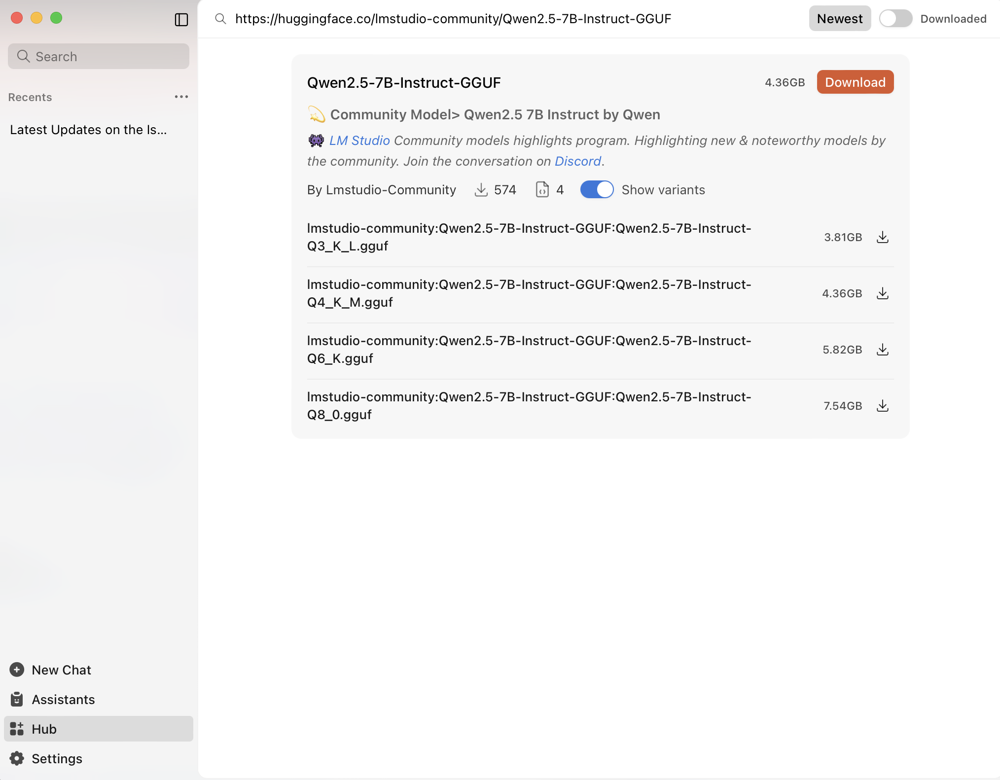 Search
Recents
Latest Updates on the Is...
New Chat
Assistants
Hub
Settings
https://huggingface.co/lmstudio-community/Qwen2.5-7B-Instruct-GGUF
Newest
Downloaded
Qwen2.5-7B-Instruct-GGUF
4.36GB
Download
Community Model> Qwen2.5 7B Instruct by Qwen
LM Studio Community models highlights program. Highlighting new & noteworthy models by
the community. Join the conversation on Discord.
By Lmstudio-Community
574
4
Show variants
lmstudio-community:Qwen2.5-7B-Instruct-GGUF:Qwen2.5-7B-Instruct-
Q3_K_L.gguf
3.81GB
lmstudio-community:Qwen2.5-7B-Instruct-GGUF:Qwen2.5-7B-Instruct-
Q4_K_M.gguf
4.36GB
lmstudio-community:Qwen2.5-7B-Instruct-GGUF:Qwen2.5-7B-Instruct-
Q6_K.gguf
5.82GB
lmstudio-community:Qwen2.5-7B-Instruct-GGUF:Qwen2.5-7B-Instruct-
Q8_0.gguf
7.54GB